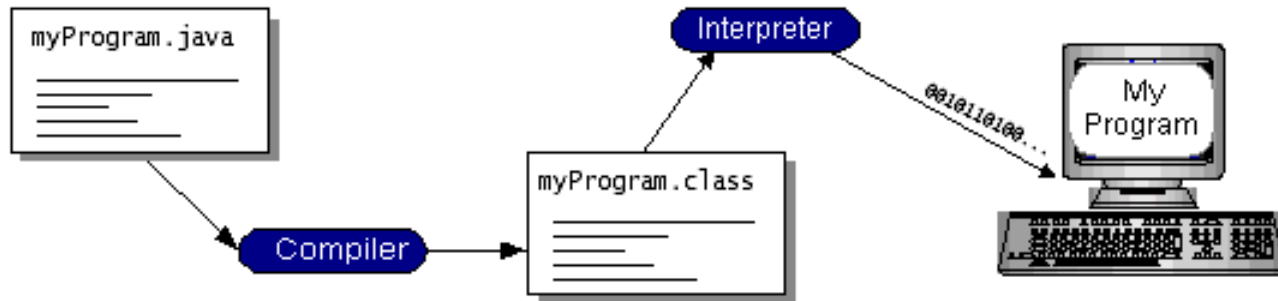 myProgram.java
Compiler
myProgram.class
Interpreter
0010110100...
My
Program